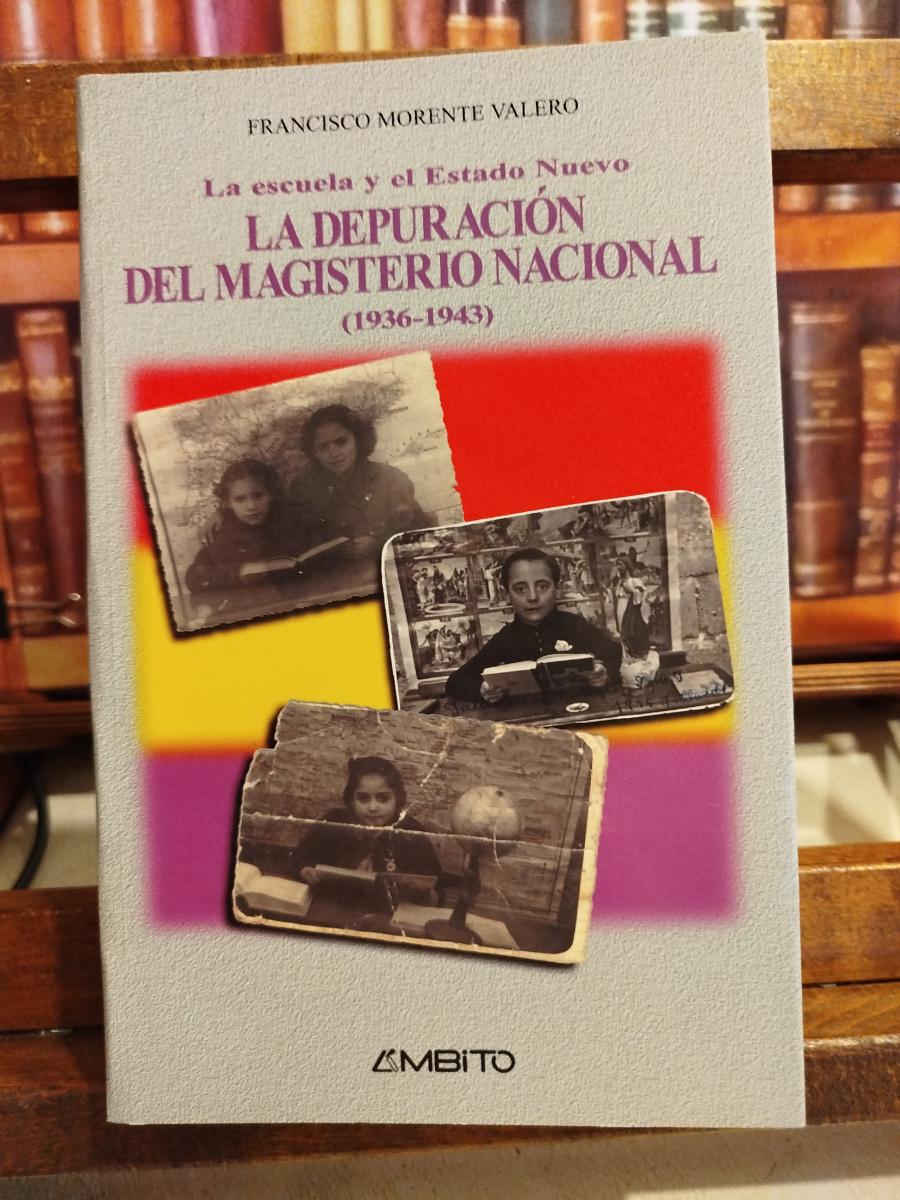 FRANCISCO MORENTE VALERO
La escuela y el Estado Nuevo
LA DEPURACIÓN
DEL MAGISTERIO NACIONAL
(1936-1943)
ÁMBiTO